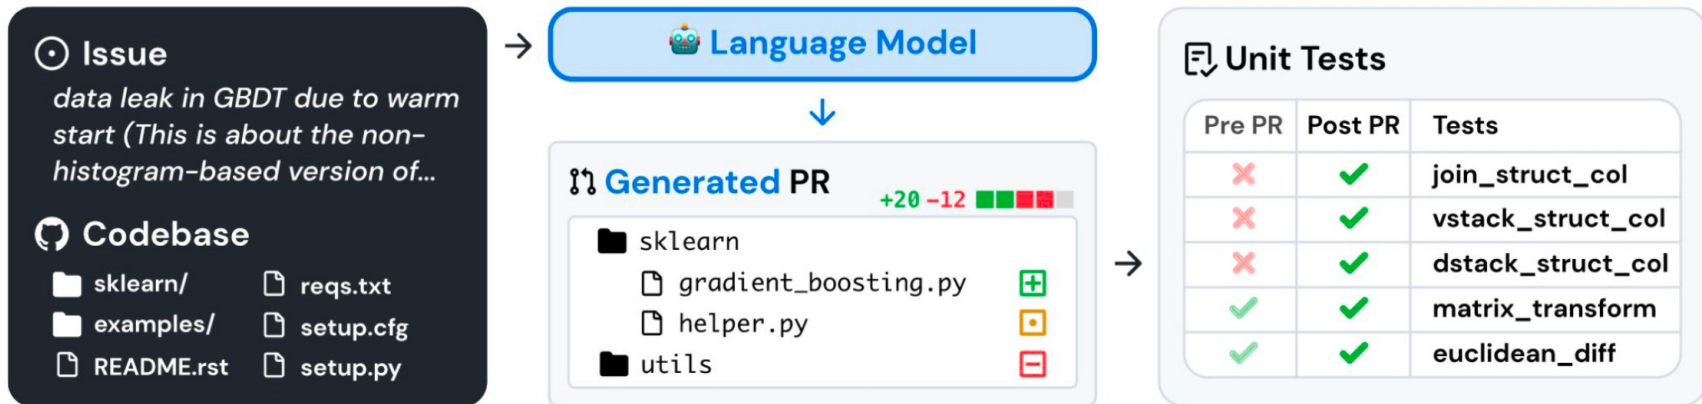 Issue
data leak in GBDT due to warm
start (This is about the non-
histogram-based version of...
Codebase
sklearn/
reqs.txt
examples/
setup.cfg
README.rst
setup.py
Language Model
Generated PR
+20 -12
sklearn
gradient_boosting.py
helper.py
utils
Unit Tests
Pre PR Post PR Tests
join_struct_col
vstack_struct_col
dstack_struct_col
matrix_transform
euclidean_diff